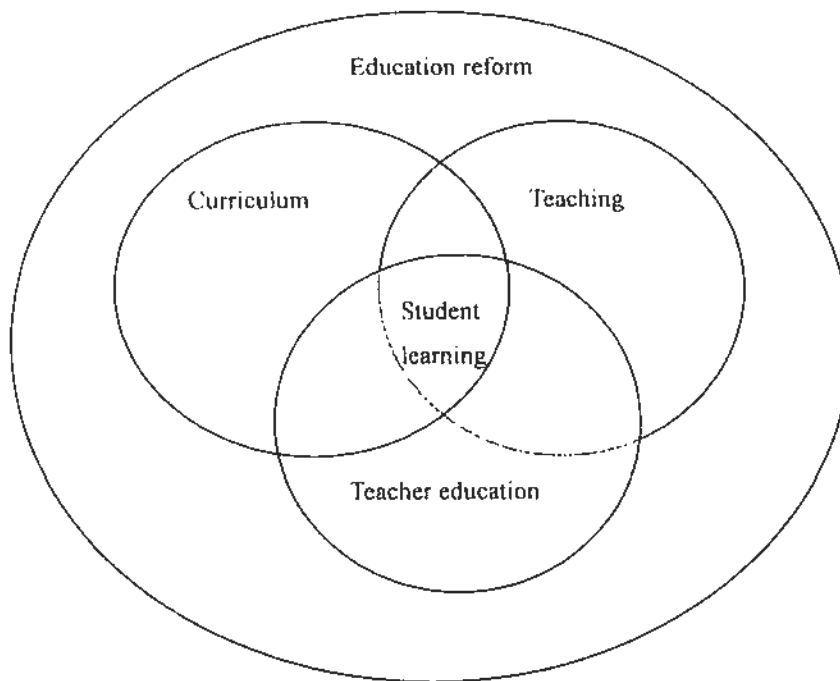 Education reform
Curriculum
Teaching
Student
learning
Teacher education